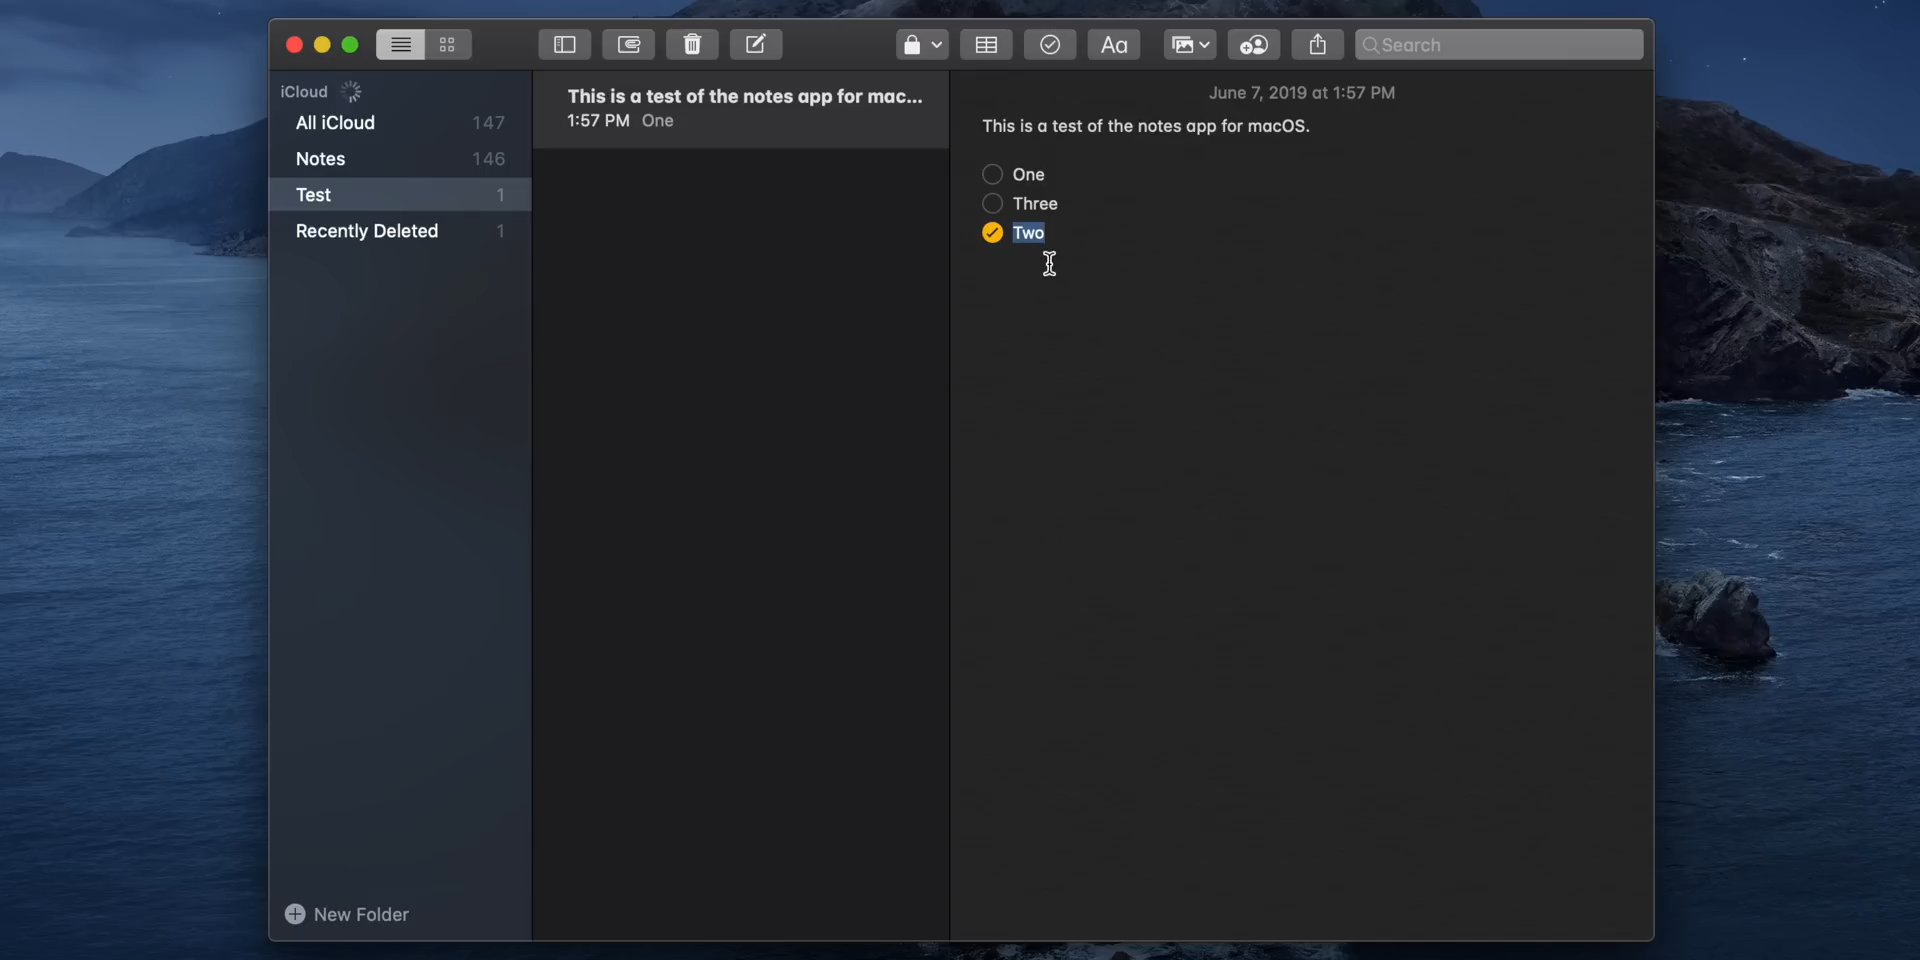 Aa
Search
iCloud
All iCloud 147
Notes 146
Test 1
Recently Deleted 1
New Folder
This is a test of the notes app for mac...
1:57 PM One
June 7, 2019 at 1:57 PM
This is a test of the notes app for macOS.
One
Three
Two